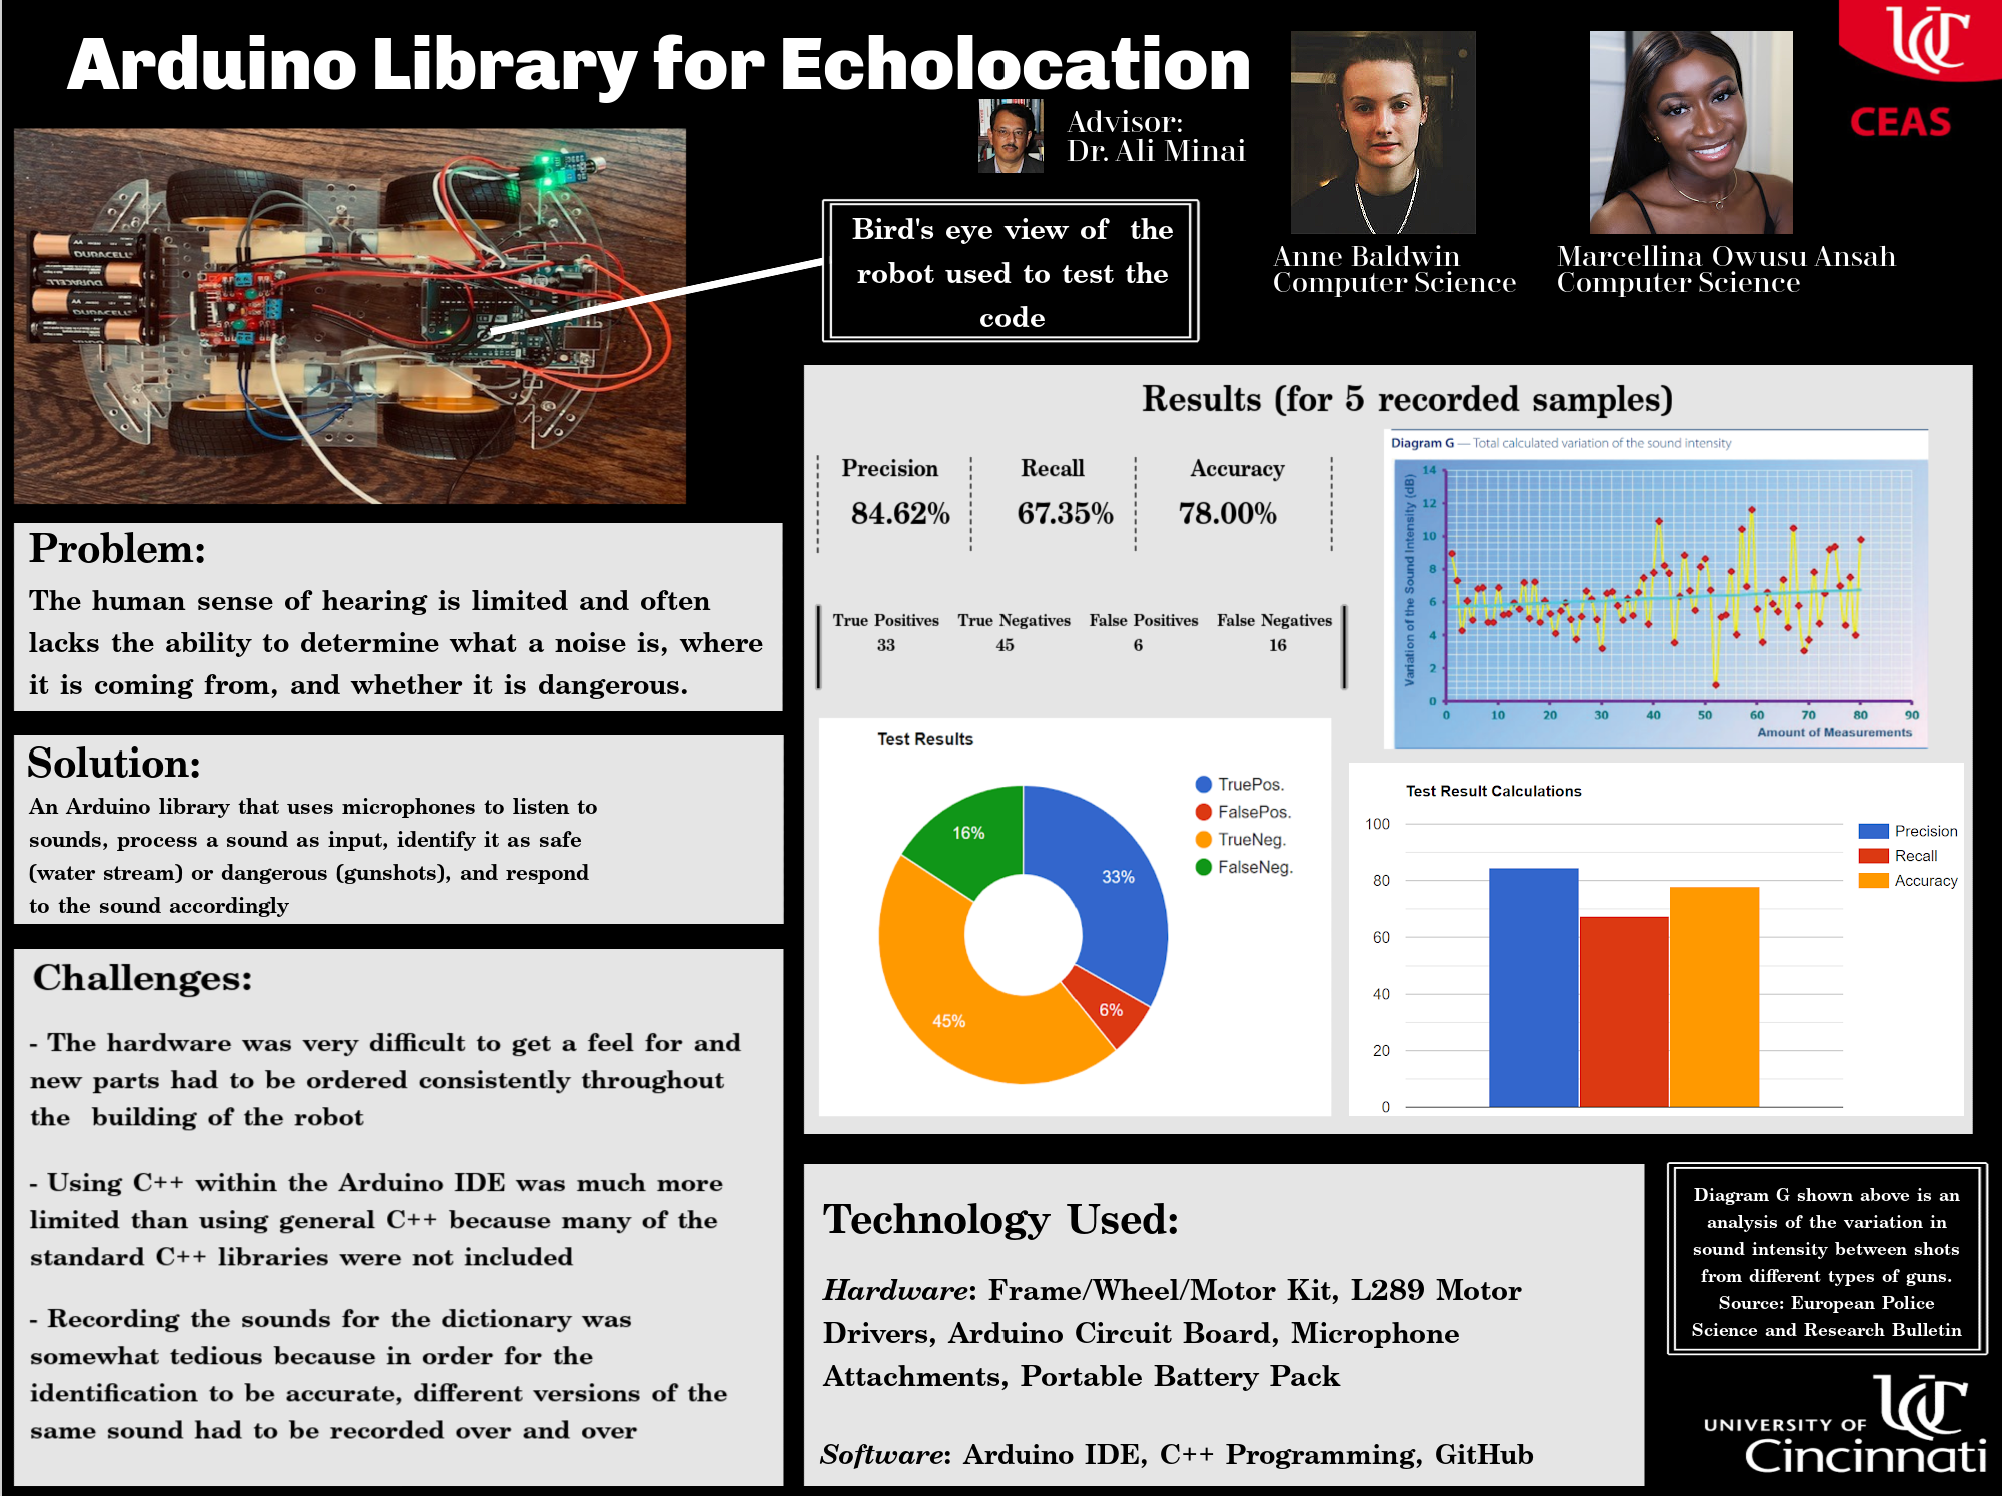 Arduino Library for Echolocation
Advisor:
Dr. Ali Minai
Anne Baldwin
Computer Science
Marcellina Owusu Ansah
Computer Science
CEAS
DURACELL
DURACELL
Bird's eye view of the
robot used to test the
code
Problem:
The human sense of hearing is limited and often
lacks the ability to determine what a noise is, where
it is coming from, and whether it is dangerous.
Solution:
An Arduino library that uses microphones to listen to
sounds, process a sound as input, identify it as safe
(water stream) or dangerous (gunshots), and respond
to the sound accordingly
Challenges:
- The hardware was very difficult to get a feel for and
new parts had to be ordered consistently throughout
the building of the robot
- Using C++ within the Arduino IDE was much more
limited than using general C++ because many of the
standard C++ libraries were not included
- Recording the sounds for the dictionary was
somewhat tedious because in order for the
identification to be accurate, different versions of the
same sound had to be recorded over and over
Results (for 5 recorded samples)
Precision Recall Accuracy
84.62% 67.35% 78.00%
True Positives True Negatives False Positives False Negatives
33 45 6 16
Diagram G — Total calculated variation of the sound intensity
Variation of the Sound Intensity (dB)
14
12
10
8
6
4
2
0
0 10 20 30 40 50 60 70 80 90
Amount of Measurements
Test Results
33%
6%
45%
16%
TruePos.
FalsePos.
TrueNeg.
FalseNeg.
Test Result Calculations
100
80
60
40
20
0
Precision
Recall
Accuracy
Technology Used:
Hardware: Frame/Wheel/Motor Kit, L289 Motor
Drivers, Arduino Circuit Board, Microphone
Attachments, Portable Battery Pack
Software: Arduino IDE, C++ Programming, GitHub
Diagram G shown above is an
analysis of the variation in
sound intensity between shots
from different types of guns.
Source: European Police
Science and Research Bulletin
UNIVERSITY OF
Cincinnati